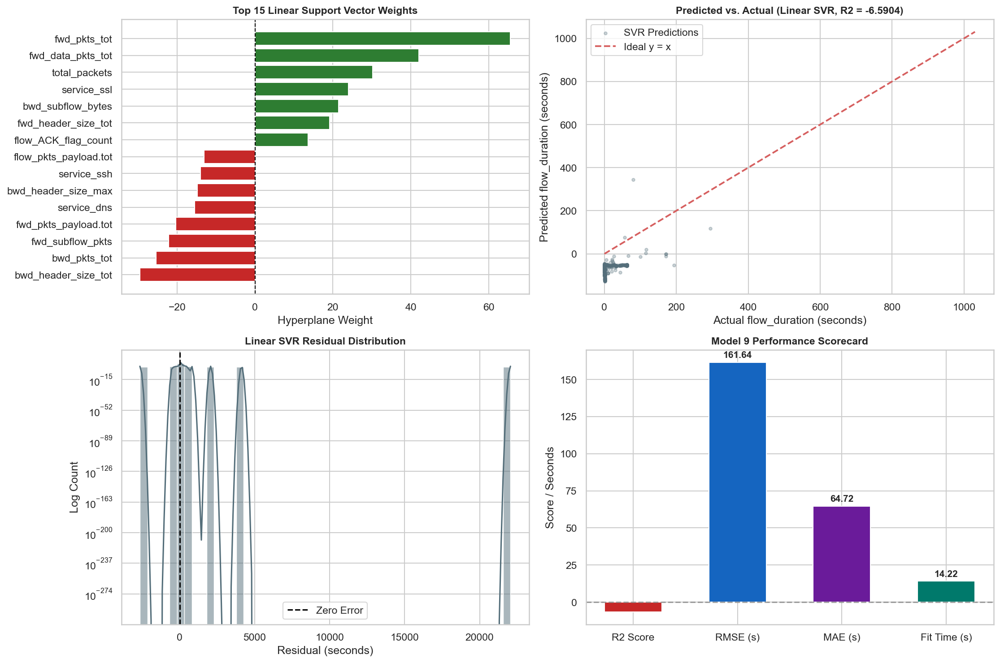 Top 15 Linear Support Vector Weights
fwd_pkts_tot
fwd_data_pkts_tot
total_packets
service_ssl
bwd_subflow_bytes
fwd_header_size_tot
flow_ACK_flag_count
flow_pkts_payload.tot
service_ssh
bwd_header_size_max
service_dns
fwd_pkts_payload.tot
fwd_subflow_pkts
bwd_pkts_tot
bwd_header_size_tot
−20 0 20 40 60
Hyperplane Weight
Predicted vs. Actual (Linear SVR, R2 = -6.5904)
SVR Predictions
Ideal y = x
Predicted flow_duration (seconds)
1000
800
600
400
200
0
0 200 400 600 800 1000
Actual flow_duration (seconds)
Linear SVR Residual Distribution
Log Count
10^−15
10^−52
10^−89
10^−126
10^−163
10^−200
10^−237
10^−274
Zero Error
0 5000 10000 15000 20000
Residual (seconds)
Model 9 Performance Scorecard
Score / Seconds
150
125
100
75
50
25
0
161.64
64.72
14.22
R2 Score RMSE (s) MAE (s) Fit Time (s)